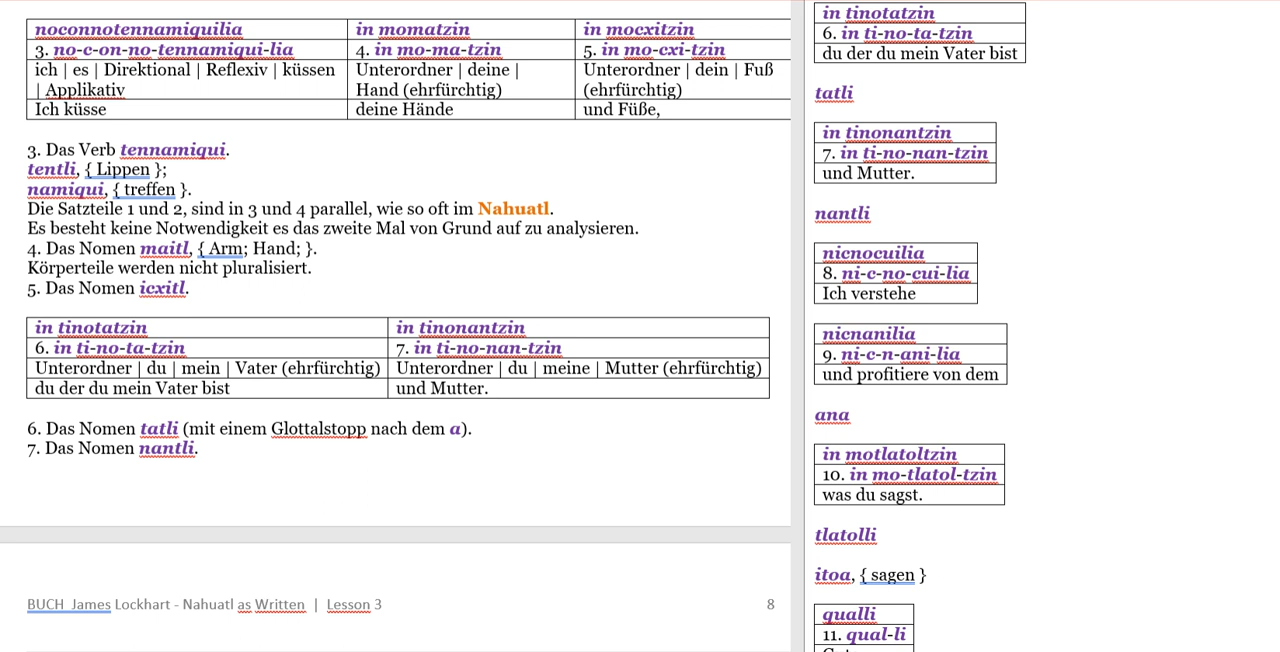 noconnotennamiquilia
in momatzin
in mocxitzin
3. no-c-on-no-tennamiqui-lia
4. in mo-ma-tzin
5. in mo-cxi-tzin
ich | es | Direktional | Reflexiv | küssen
| Applikativ
Unterordner | deine |
Hand (ehrfürchtig)
Unterordner | dein | Fuß
(ehrfürchtig)
Ich küsse
deine Hände
und Füße,
3. Das Verb tennamiqui.
tentli, { Lippen };
namiqui, { treffen }.
Die Satzteile 1 und 2, sind in 3 und 4 parallel, wie so oft im Nahuatl.
Es besteht keine Notwendigkeit es das zweite Mal von Grund auf zu analysieren.
4. Das Nomen maitl, { Arm; Hand; }.
Körperteile werden nicht pluralisiert.
5. Das Nomen icxitl.
in tinotatzin
in tinonantzin
6. in ti-no-ta-tzin
7. in ti-no-nan-tzin
Unterordner | du | mein | Vater (ehrfürchtig)
Unterordner | du | meine | Mutter (ehrfürchtig)
du der du mein Vater bist
und Mutter.
6. Das Nomen tatli (mit einem Glottalstopp nach dem a).
7. Das Nomen nantli.
BUCH James Lockhart - Nahuatl as Written | Lesson 3
8
in tinotatzin
6. in ti-no-ta-tzin
du der du mein Vater bist
tatli
in tinonantzin
7. in ti-no-nan-tzin
und Mutter.
nantli
nicnocuilia
8. ni-c-no-cui-lia
Ich verstehe
nicnanilia
9. ni-c-n-ani-lia
und profitiere von dem
ana
in motlatoltzin
10. in mo-tlatol-tzin
was du sagst.
tlatolli
itoa, { sagen }
qualli
11. qual-li